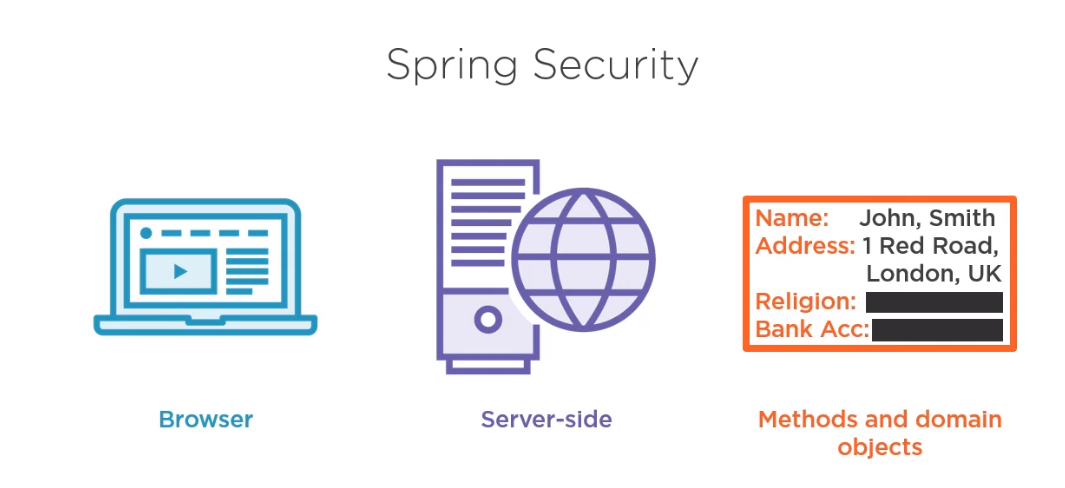 Spring Security
Name: John, Smith
Address: 1 Red Road,
London, UK
Religion:
Bank Acc:
Browser
Server-side
Methods and domain
objects